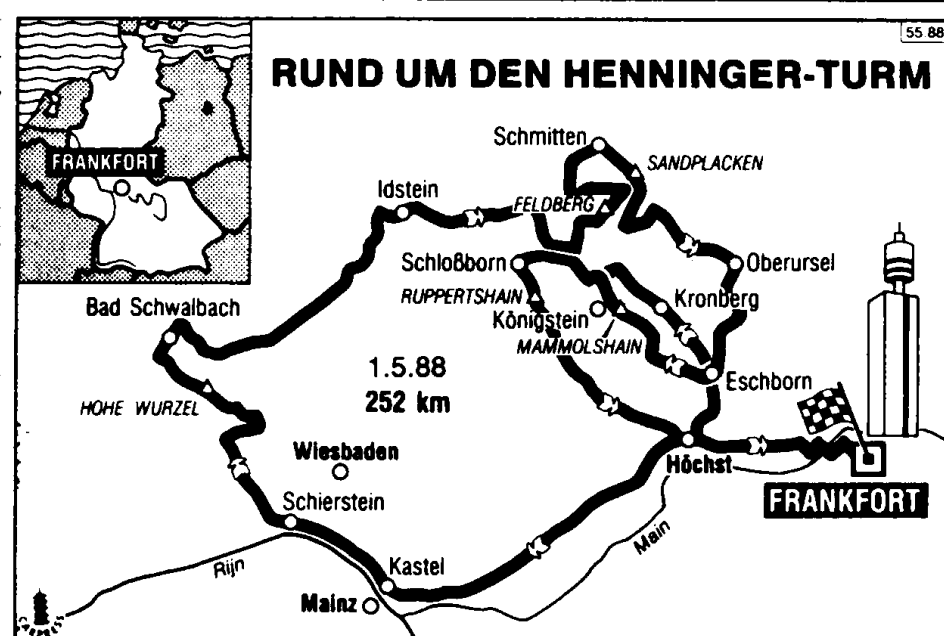 55.88
RUND UM DEN HENNINGER-TURM
FRANKFORT
Schmitten
SANDPLACKEN
Idstein
FELDBERG
Schloßborn
Oberursel
RUPPERTSHAIN
Kronberg
Bad Schwalbach
Königstein
MAMMOLSHAIN
1.5.88
252 km
Eschborn
HOHE WURZEL
Wiesbaden
Höchst
FRANKFORT
Schierstein
Main
Rijn
Kastel
Mainz